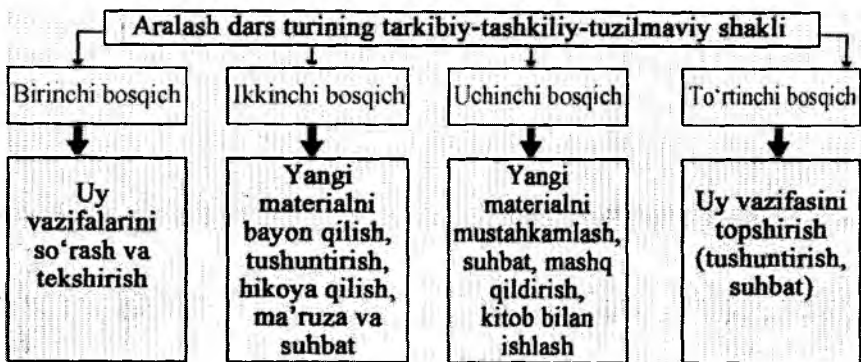 Aralash dars turining tarkibiy-tashkiliy-tuzilmaviy shakli
Birinchi bosqich
Ikkinchi bosqich
Uchinchi bosqich
To'rtinchi bosqich
Uy
vazifalarini
so'rash va
tekshirish
Yangi
materialni
bayon qilish,
tushuntirish,
hikoya qilish,
ma'ruza va
suhbat
Yangi
materialni
mustahkamlash,
suhbat, mashq
qildirish,
kitob bilan
ishlash
Uy vazifasini
topshirish
(tushuntirish,
suhbat)